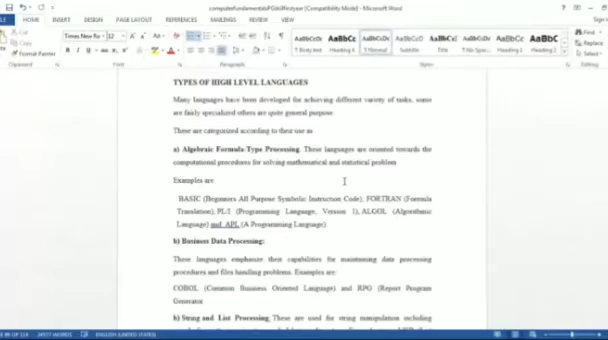 computerfundamentalsPGddIIfirstyear [Compatibility Mode] - Microsoft Word
HOME INSERT DESIGN PAGE LAYOUT REFERENCES MAILINGS REVIEW VIEW
Cut
Copy
Format Painter
Times New Ro 12
AaBbCcDc AaBbCc AaBbCcDc AaBbCcD AaBbCc AaBbCcDc AaBbCc AaBbC
¶ Body text Heading 4 ¶ Normal Subtitle Title ¶ No Spac... Heading 1 Heading 2
Find
Replace
Select
Font Paragraph Styles Editing
TYPES OF HIGH LEVEL LANGUAGES
Many languages have been developed for achieving different variety of tasks, some
are fairly specialized others are quite general purpose
These are categorized according to their use as
a) Algebraic Formula-Type Processing. These languages are oriented towards the
computational procedures for solving mathematical and statistical problem
Examples are
BASIC (Beginners All Purpose Symbolic Instruction Code), FORTRAN (Formula
Translation), PL/I (Programming Language, Version 1), ALGOL (Algorithmic
Language) and APL (A Programming Language)
b) Business Data Processing:
These languages emphasize their capabilities for maintaining data processing
procedures and files handling problems. Examples are:
COBOL (Common Business Oriented Language) and RPG (Report Program
Generator
b) String and List Processing: These are used for string manipulation including
24577 WORDS ENGLISH (UNITED STATES)